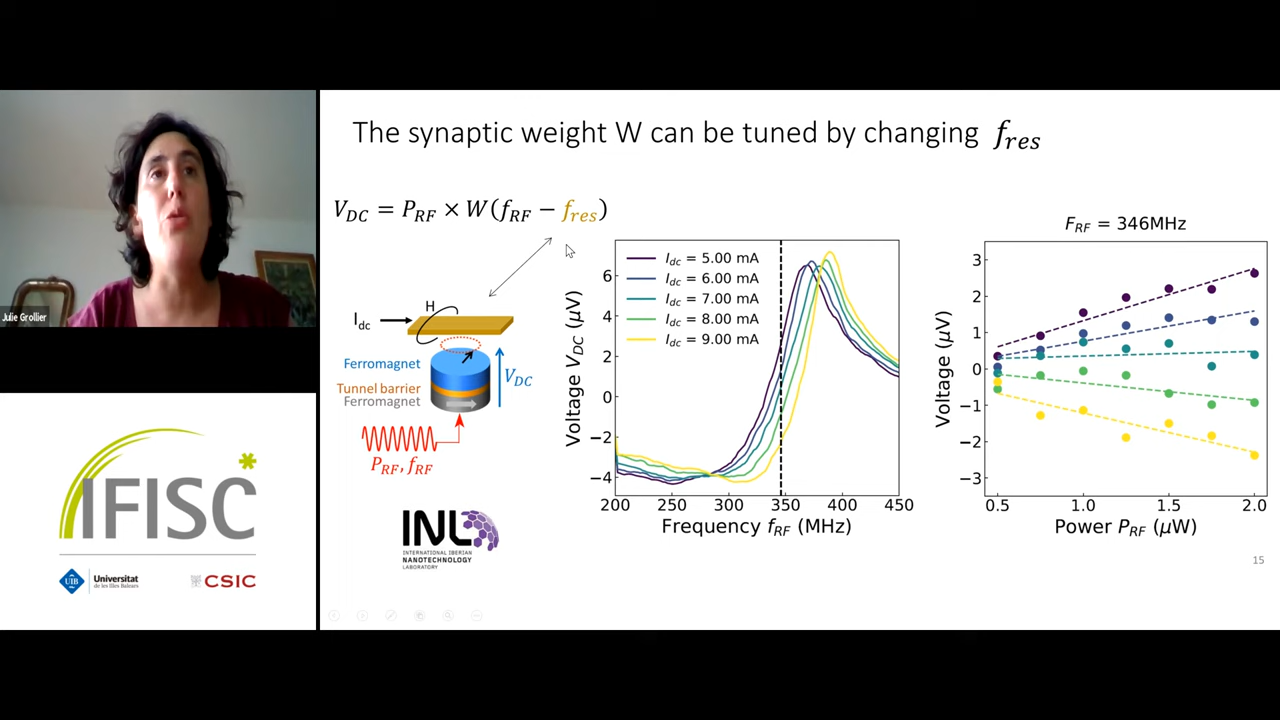 The synaptic weight W can be tuned by changing f_res
V_DC = P_RF × W(f_RF − f_res)
H
I_dc
Ferromagnet
Tunnel barrier
Ferromagnet
V_DC
P_RF, f_RF
INL
INTERNATIONAL IBERIAN
NANOTECHNOLOGY
LABORATORY
I_dc = 5.00 mA
I_dc = 6.00 mA
I_dc = 7.00 mA
I_dc = 8.00 mA
I_dc = 9.00 mA
Voltage V_DC (μV)
6
4
2
0
−2
−4
200 250 300 350 400 450
Frequency f_RF (MHz)
F_RF = 346MHz
Voltage (μV)
3
2
1
0
−1
−2
−3
0.5 1.0 1.5 2.0
Power P_RF (μW)
15
Julie Grollier
IFISC
UIB
Universitat
de les Illes Balears
CSIC